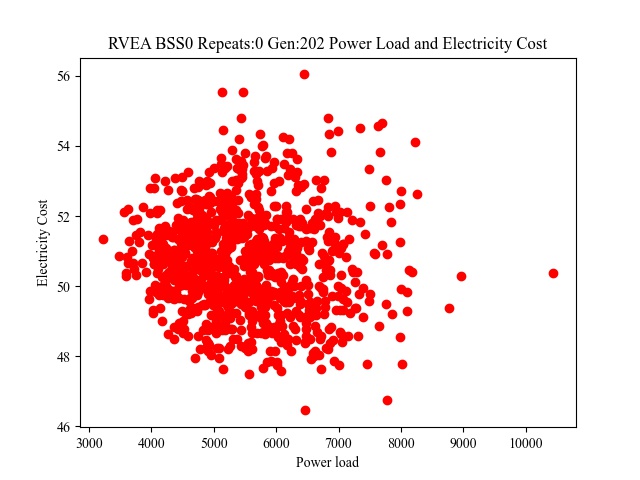 RVEA BSS0 Repeats:0 Gen:202 Power Load and Electricity Cost
56
54
52
50
48
46
Electricity Cost
3000 4000 5000 6000 7000 8000 9000 10000
Power load